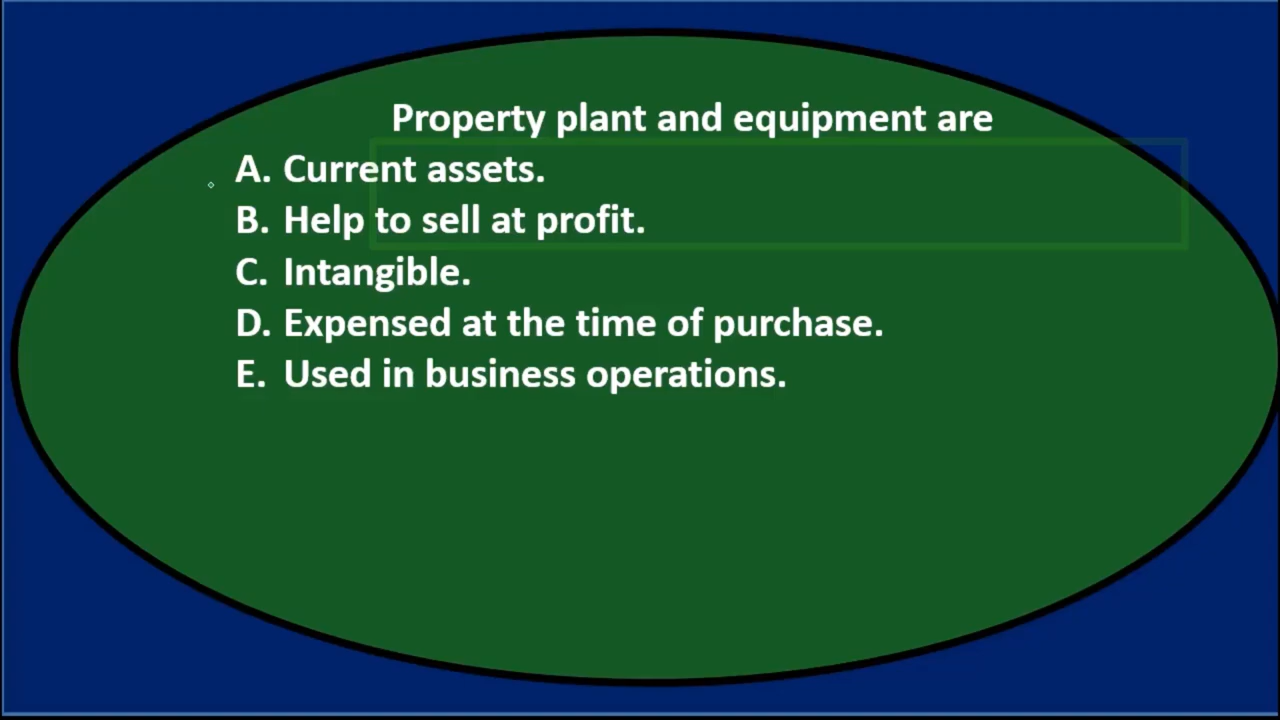 Property plant and equipment are
A. Current assets.
B. Help to sell at profit.
C. Intangible.
D. Expensed at the time of purchase.
E. Used in business operations.